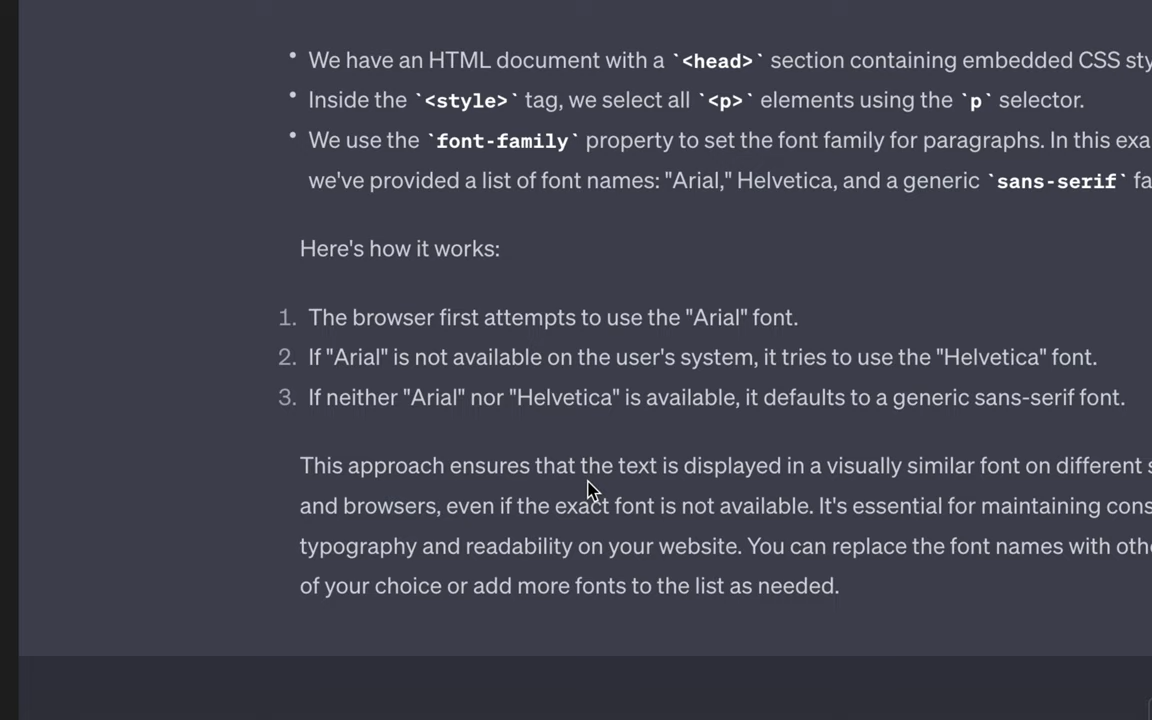 • We have an HTML document with a `<head>` section containing embedded CSS sty
• Inside the `<style>` tag, we select all `<p>` elements using the `p` selector.
• We use the `font-family` property to set the font family for paragraphs. In this exa
we've provided a list of font names: "Arial," Helvetica, and a generic `sans-serif` fa
Here's how it works:
1. The browser first attempts to use the "Arial" font.
2. If "Arial" is not available on the user's system, it tries to use the "Helvetica" font.
3. If neither "Arial" nor "Helvetica" is available, it defaults to a generic sans-serif font.
This approach ensures that the text is displayed in a visually similar font on different s
and browsers, even if the exact font is not available. It's essential for maintaining cons
typography and readability on your website. You can replace the font names with othe
of your choice or add more fonts to the list as needed.